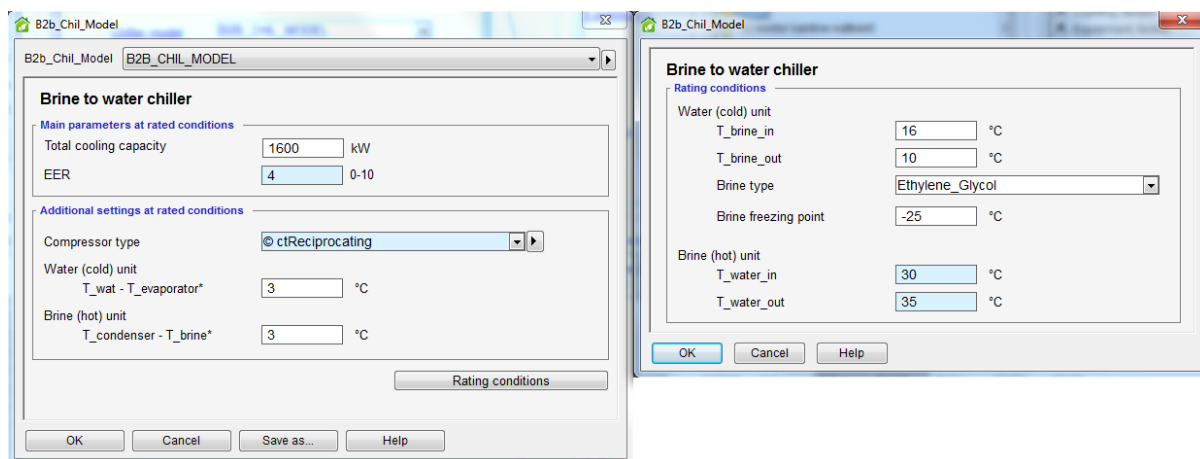 B2b_Chil_Model
B2b_Chil_Model B2B_CHIL_MODEL
Brine to water chiller
Main parameters at rated conditions
Total cooling capacity 1600 kW
EER 4 0-10
Additional settings at rated conditions
Compressor type © ctReciprocating
Water (cold) unit
T_wat - T_evaporator* 3 °C
Brine (hot) unit
T_condenser - T_brine* 3 °C
Rating conditions
OK Cancel Save as... Help
B2b_Chil_Model
Brine to water chiller
Rating conditions
Water (cold) unit
T_brine_in 16 °C
T_brine_out 10 °C
Brine type Ethylene_Glycol
Brine freezing point -25 °C
Brine (hot) unit
T_water_in 30 °C
T_water_out 35 °C
OK Cancel Help